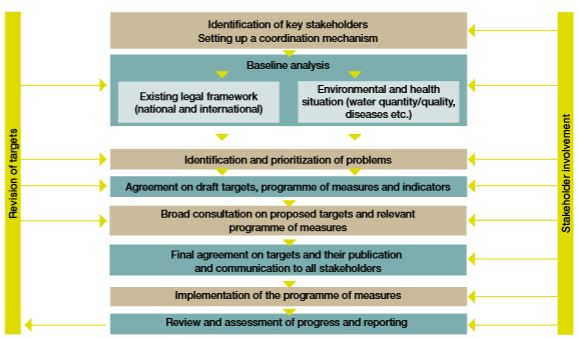 Identification of key stakeholders
Setting up a coordination mechanism
Baseline analysis
Existing legal framework
(national and international)
Environmental and health
situation (water quantity/quality,
diseases etc.)
Identification and prioritization of problems
Agreement on draft targets, programme of measures and indicators
Broad consultation on proposed targets and relevant
programme of measures
Final agreement on targets and their publication
and communication to all stakeholders
Implementation of the programme of measures
Review and assessment of progress and reporting
Revision of targets
Stakeholder involvement